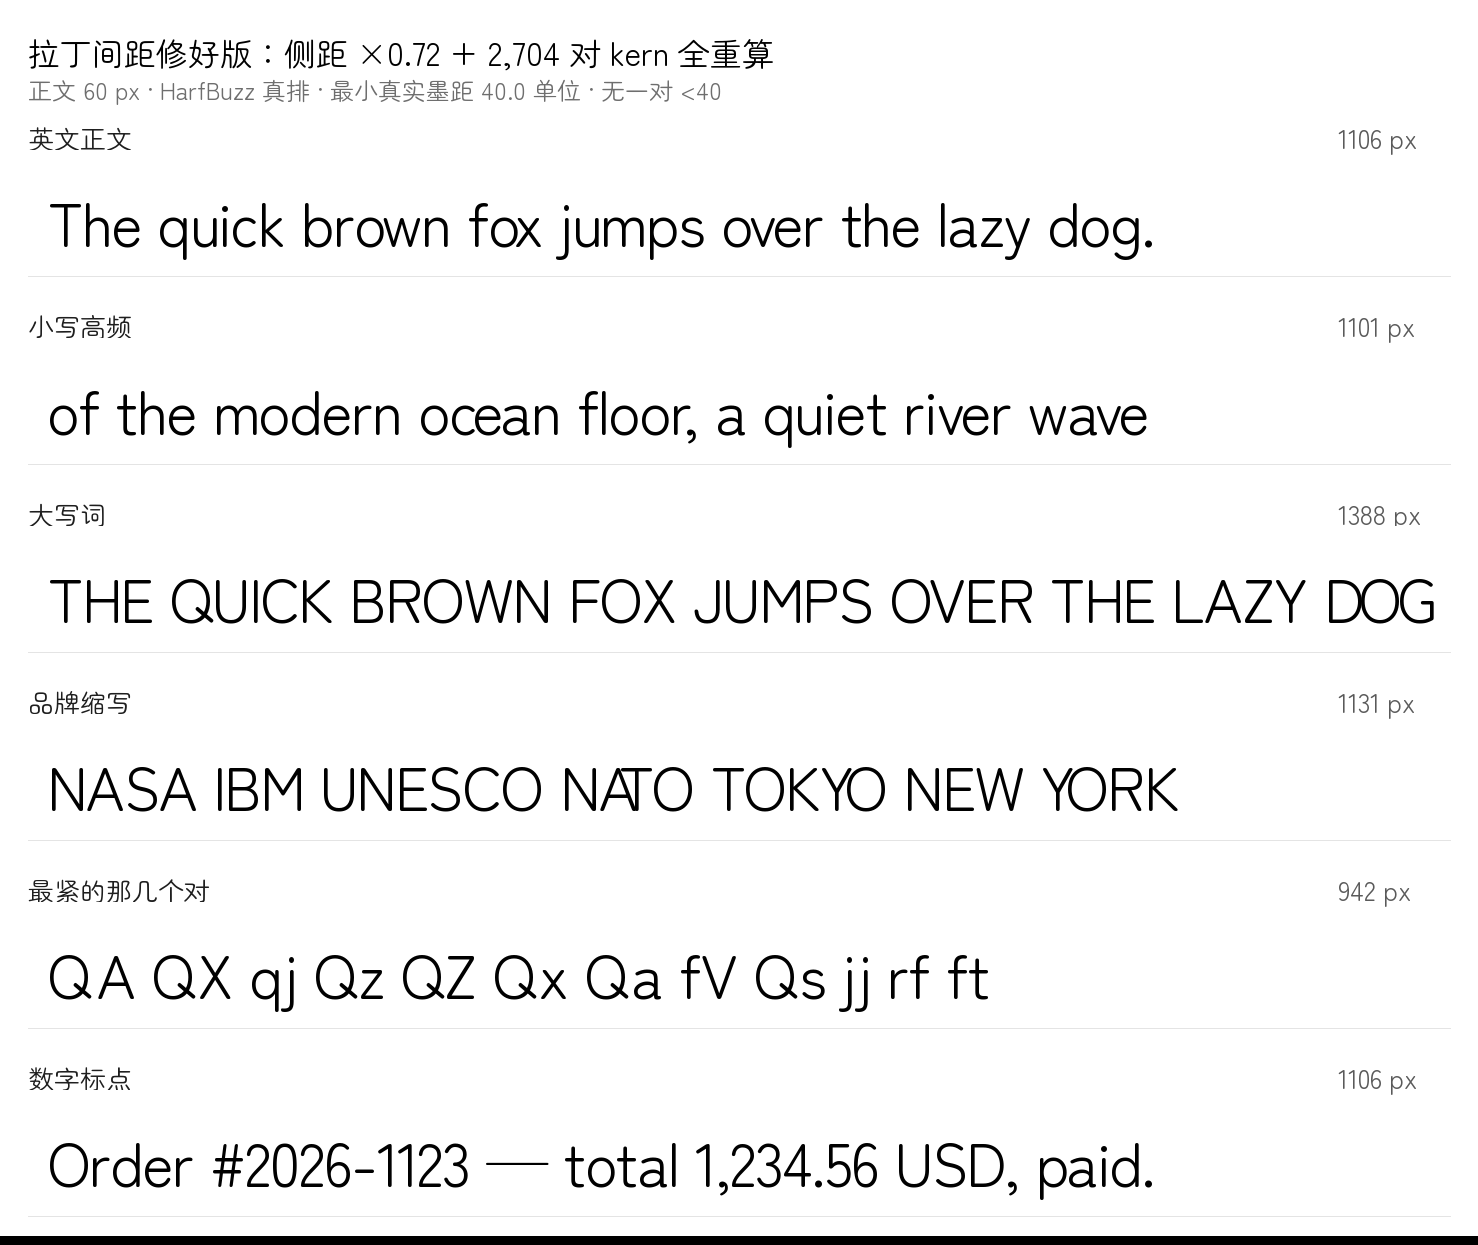 拉丁间距修好版：侧距 ×0.72 + 2,704 对 kern 全重算
正文 60 px · HarfBuzz 真排 · 最小真实墨距 40.0 单位 · 无一对 <40
英文正文 1106 px
The quick brown fox jumps over the lazy dog.
小写高频 1101 px
of the modern ocean floor, a quiet river wave
大写词 1388 px
THE QUICK BROWN FOX JUMPS OVER THE LAZY DOG
品牌缩写 1131 px
NASA IBM UNESCO NATO TOKYO NEW YORK
最紧的那几个对 942 px
QA QX qj Qz QZ Qx Qa fV Qs jj rf ft
数字标点 1106 px
Order #2026-1123 — total 1,234.56 USD, paid.